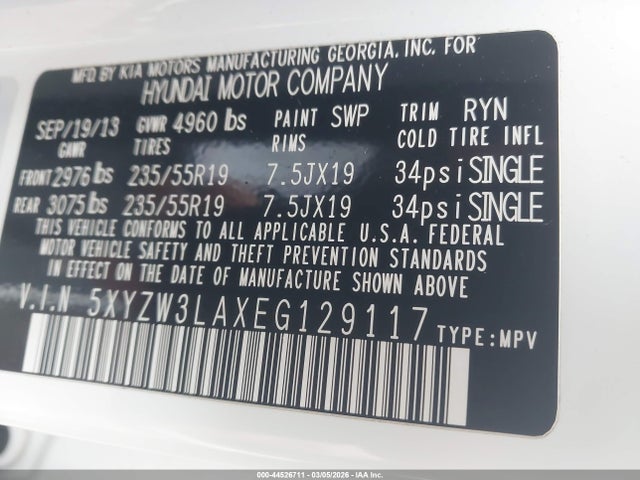 MFD.BY KIA MOTORS MANUFACTURING GEORGIA, INC. FOR
HYUNDAI MOTOR COMPANY
SEP/19/13 GVWR 4960 lbs PAINT SWP TRIM RYN
GAWR TIRES RIMS COLD TIRE INFL
FRONT 2976 lbs 235/55R19 7.5JX19 34psi SINGLE
REAR 3075 lbs 235/55R19 7.5JX19 34psi SINGLE
THIS VEHICLE CONFORMS TO ALL APPLICABLE U.S.A. FEDERAL
MOTOR VEHICLE SAFETY AND THEFT PREVENTION STANDARDS
IN EFFECT ON THE DATE OF MANUFACTURE SHOWN ABOVE
V.I.N 5XYZW3LAXEG129117 TYPE:MPV
000-44526711 - 03/05/2026 - IAAI.COM